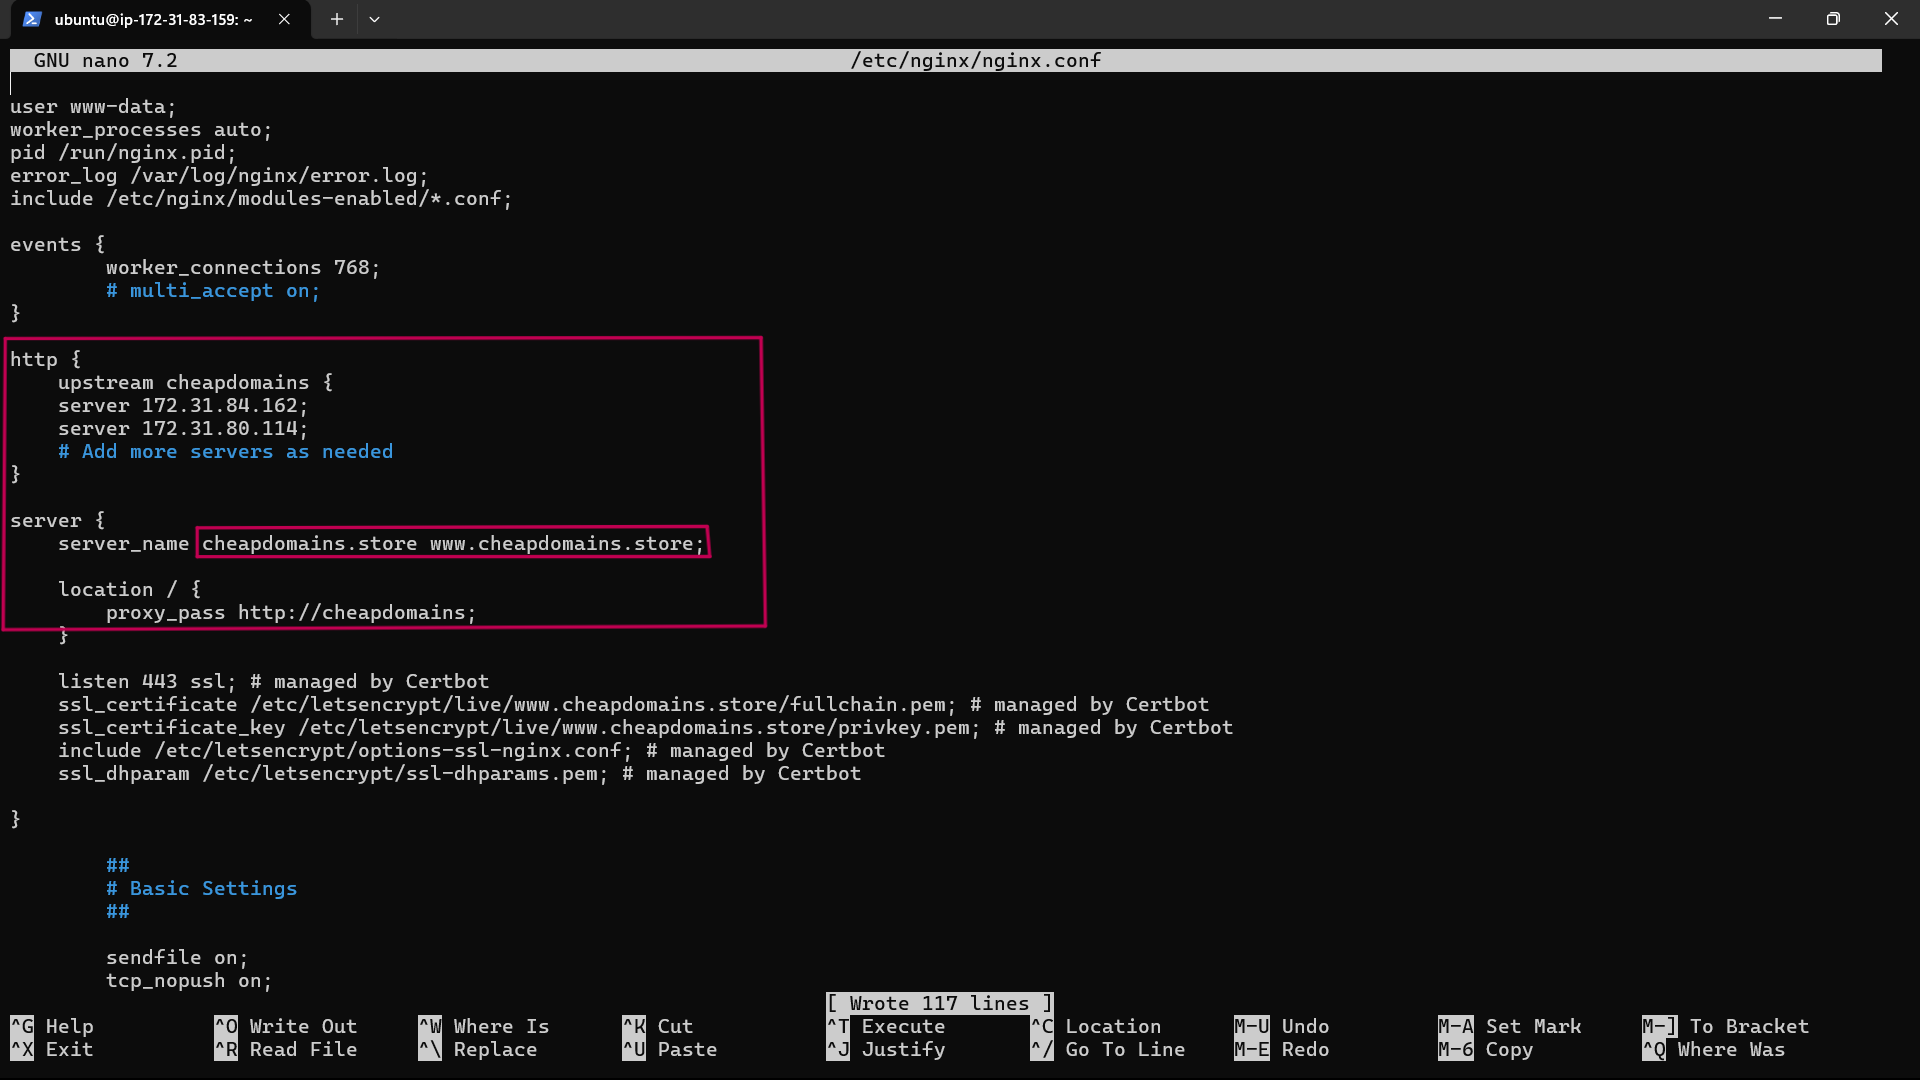 ubuntu@ip-172-31-83-159: ~
GNU nano 7.2 /etc/nginx/nginx.conf
user www-data;
worker_processes auto;
pid /run/nginx.pid;
error_log /var/log/nginx/error.log;
include /etc/nginx/modules-enabled/*.conf;
events {
worker_connections 768;
# multi_accept on;
}
http {
upstream cheapdomains {
server 172.31.84.162;
server 172.31.80.114;
# Add more servers as needed
}
server {
server_name cheapdomains.store www.cheapdomains.store;
location / {
proxy_pass http://cheapdomains;
}
listen 443 ssl; # managed by Certbot
ssl_certificate /etc/letsencrypt/live/www.cheapdomains.store/fullchain.pem; # managed by Certbot
ssl_certificate_key /etc/letsencrypt/live/www.cheapdomains.store/privkey.pem; # managed by Certbot
include /etc/letsencrypt/options-ssl-nginx.conf; # managed by Certbot
ssl_dhparam /etc/letsencrypt/ssl-dhparams.pem; # managed by Certbot
}
##
# Basic Settings
##
sendfile on;
tcp_nopush on;
[ Wrote 117 lines ]
^G Help ^O Write Out ^W Where Is ^K Cut ^T Execute ^C Location M-U Undo M-A Set Mark M-] To Bracket
^X Exit ^R Read File ^\ Replace ^U Paste ^J Justify ^/ Go To Line M-E Redo M-6 Copy ^Q Where Was